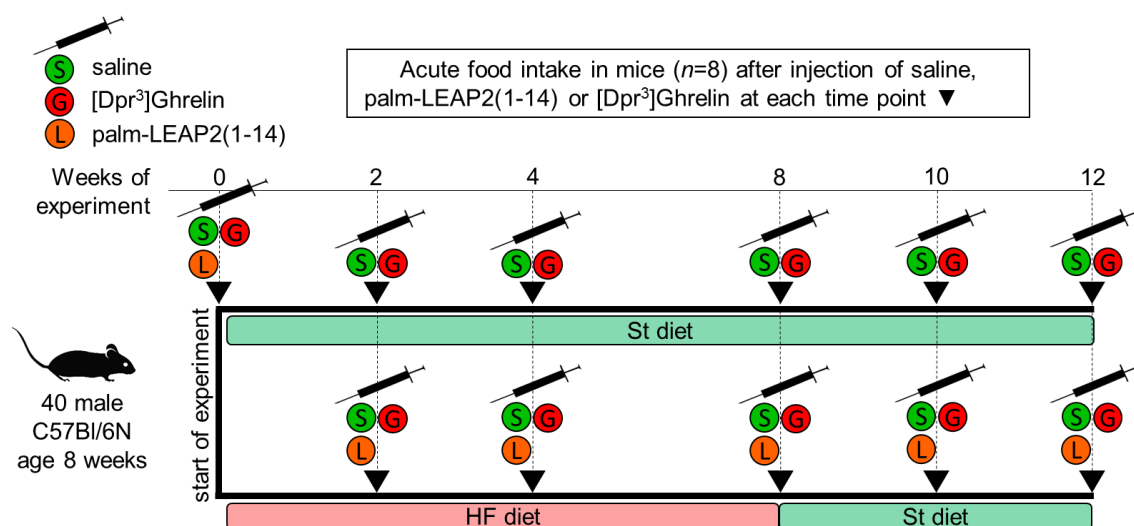 S saline
G [Dpr³]Ghrelin
L palm-LEAP2(1-14)
Acute food intake in mice (n=8) after injection of saline,
palm-LEAP2(1-14) or [Dpr³]Ghrelin at each time point ▼
Weeks of
experiment
0 2 4 8 10 12
S G S G S G S G S G S G
L
St diet
start of experiment
40 male
C57Bl/6N
age 8 weeks
S G S G S G S G S G
L L L L L
HF diet St diet